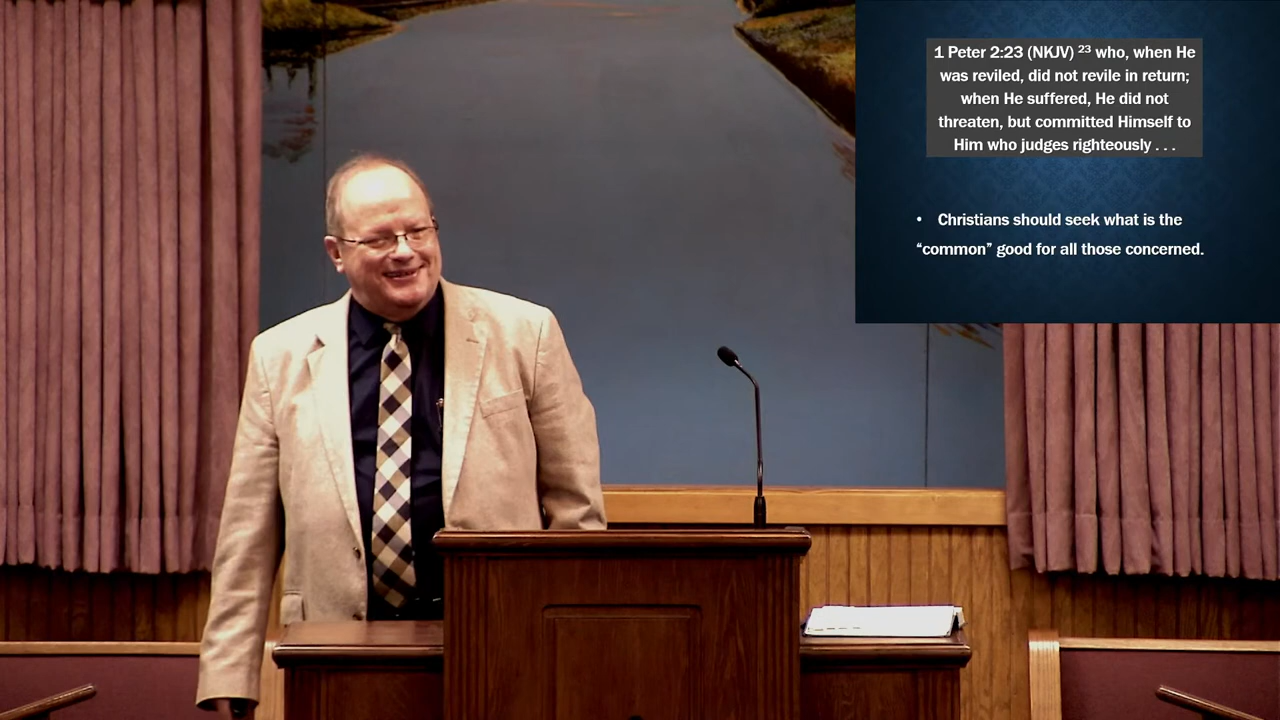 1 Peter 2:23 (NKJV) ²³ who, when He
was reviled, did not revile in return;
when He suffered, He did not
threaten, but committed Himself to
Him who judges righteously . . .
• Christians should seek what is the
“common” good for all those concerned.